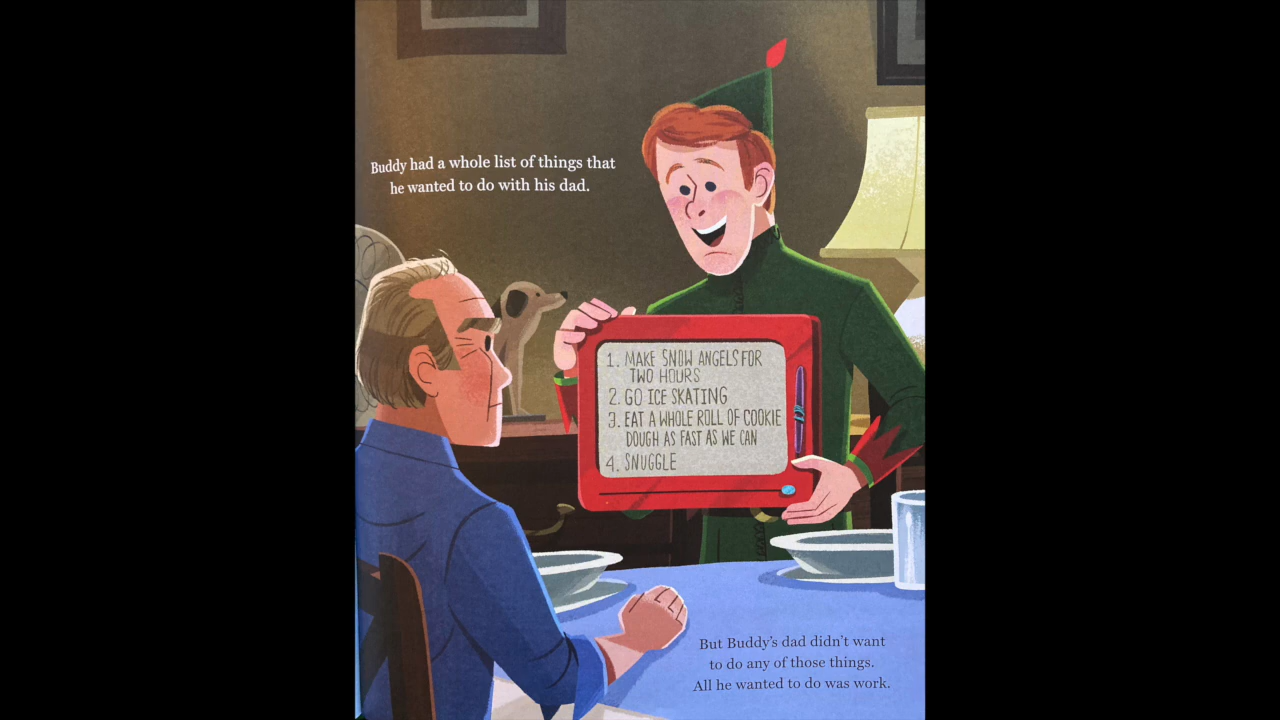 Buddy had a whole list of things that
he wanted to do with his dad.
1. MAKE SNOW ANGELS FOR
TWO HOURS
2. GO ICE SKATING
3. EAT A WHOLE ROLL OF COOKIE
DOUGH AS FAST AS WE CAN
4. SNUGGLE
But Buddy's dad didn't want
to do any of those things.
All he wanted to do was work.